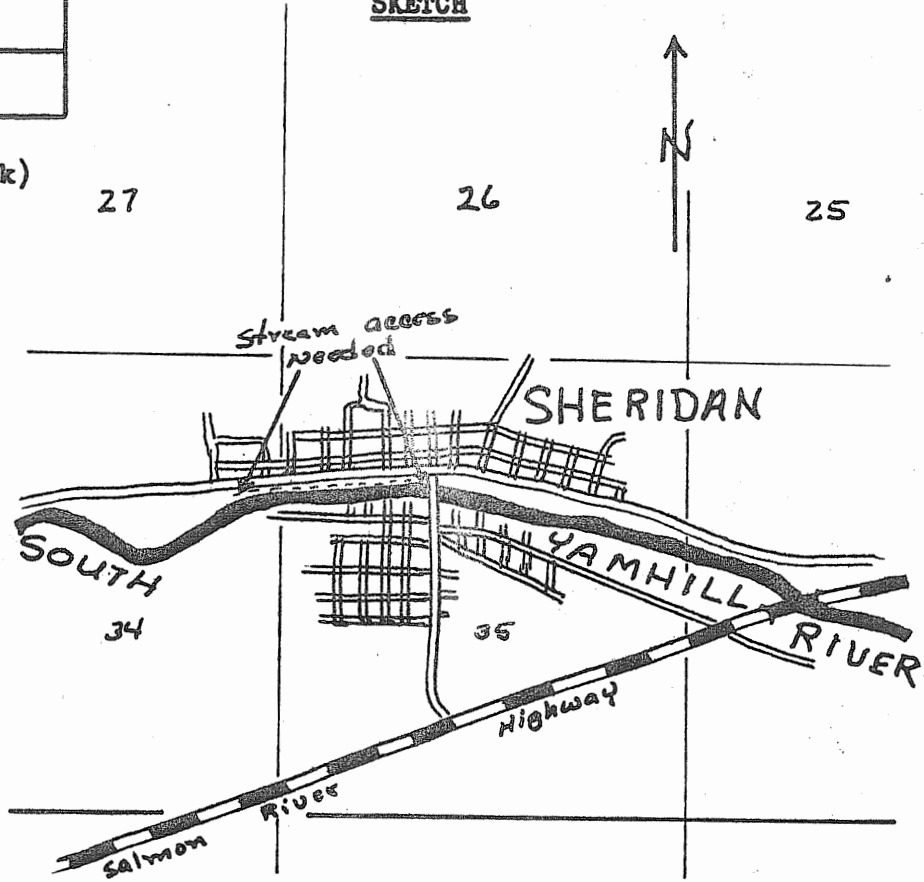 SKETCH
N
k)
27
26
25
Stream access
needed
SHERIDAN
SOUTH
YAMHILL
RIVER
34
35
Highway
River
Salmon